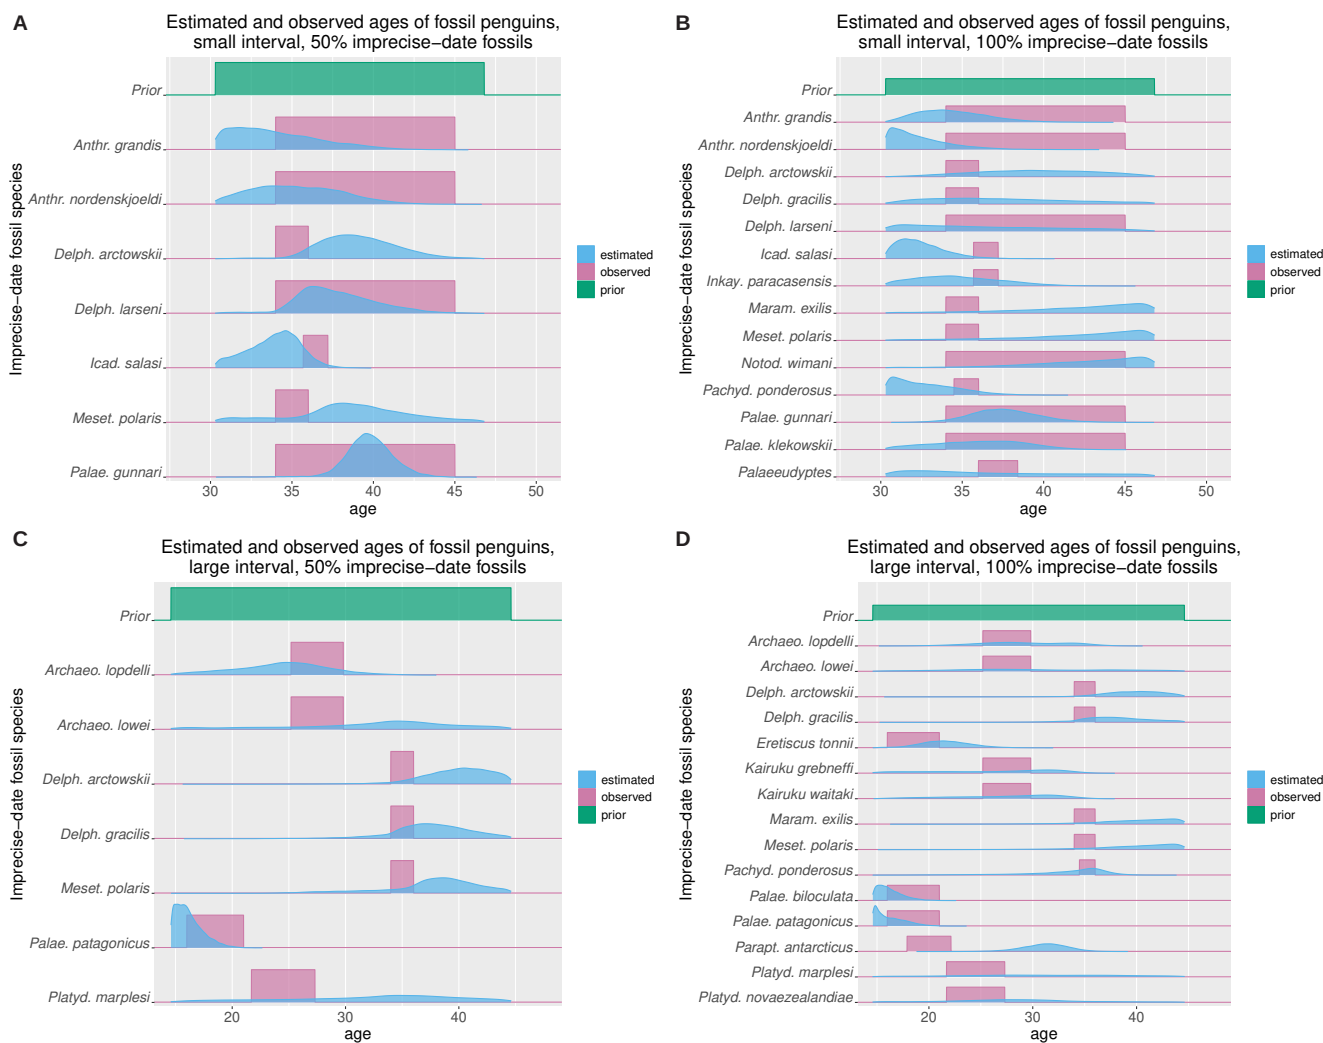 A
Estimated and observed ages of fossil penguins,
small interval, 50% imprecise−date fossils
Imprecise−date fossil species
Prior
Anthr. grandis
Anthr. nordenskjoeldi
Delph. arctowskii
Delph. larseni
Icad. salasi
Meset. polaris
Palae. gunnari
30 35 40 45 50
age
estimated
observed
prior
B
Estimated and observed ages of fossil penguins,
small interval, 100% imprecise−date fossils
Imprecise−date fossil species
Prior
Anthr. grandis
Anthr. nordenskjoeldi
Delph. arctowskii
Delph. gracilis
Delph. larseni
Icad. salasi
Inkay. paracasensis
Maram. exilis
Meset. polaris
Notod. wimani
Pachyd. ponderosus
Palae. gunnari
Palae. klekowskii
Palaeeudyptes
30 35 40 45 50
age
estimated
observed
prior
C
Estimated and observed ages of fossil penguins,
large interval, 50% imprecise−date fossils
Imprecise−date fossil species
Prior
Archaeo. lopdelli
Archaeo. lowei
Delph. arctowskii
Delph. gracilis
Meset. polaris
Palae. patagonicus
Platyd. marplesi
20 30 40
age
estimated
observed
prior
D
Estimated and observed ages of fossil penguins,
large interval, 100% imprecise−date fossils
Imprecise−date fossil species
Prior
Archaeo. lopdelli
Archaeo. lowei
Delph. arctowskii
Delph. gracilis
Eretiscus tonnii
Kairuku grebneffi
Kairuku waitaki
Maram. exilis
Meset. polaris
Pachyd. ponderosus
Palae. biloculata
Palae. patagonicus
Parapt. antarcticus
Platyd. marplesi
Platyd. novaezealandiae
20 30 40
age
estimated
observed
prior